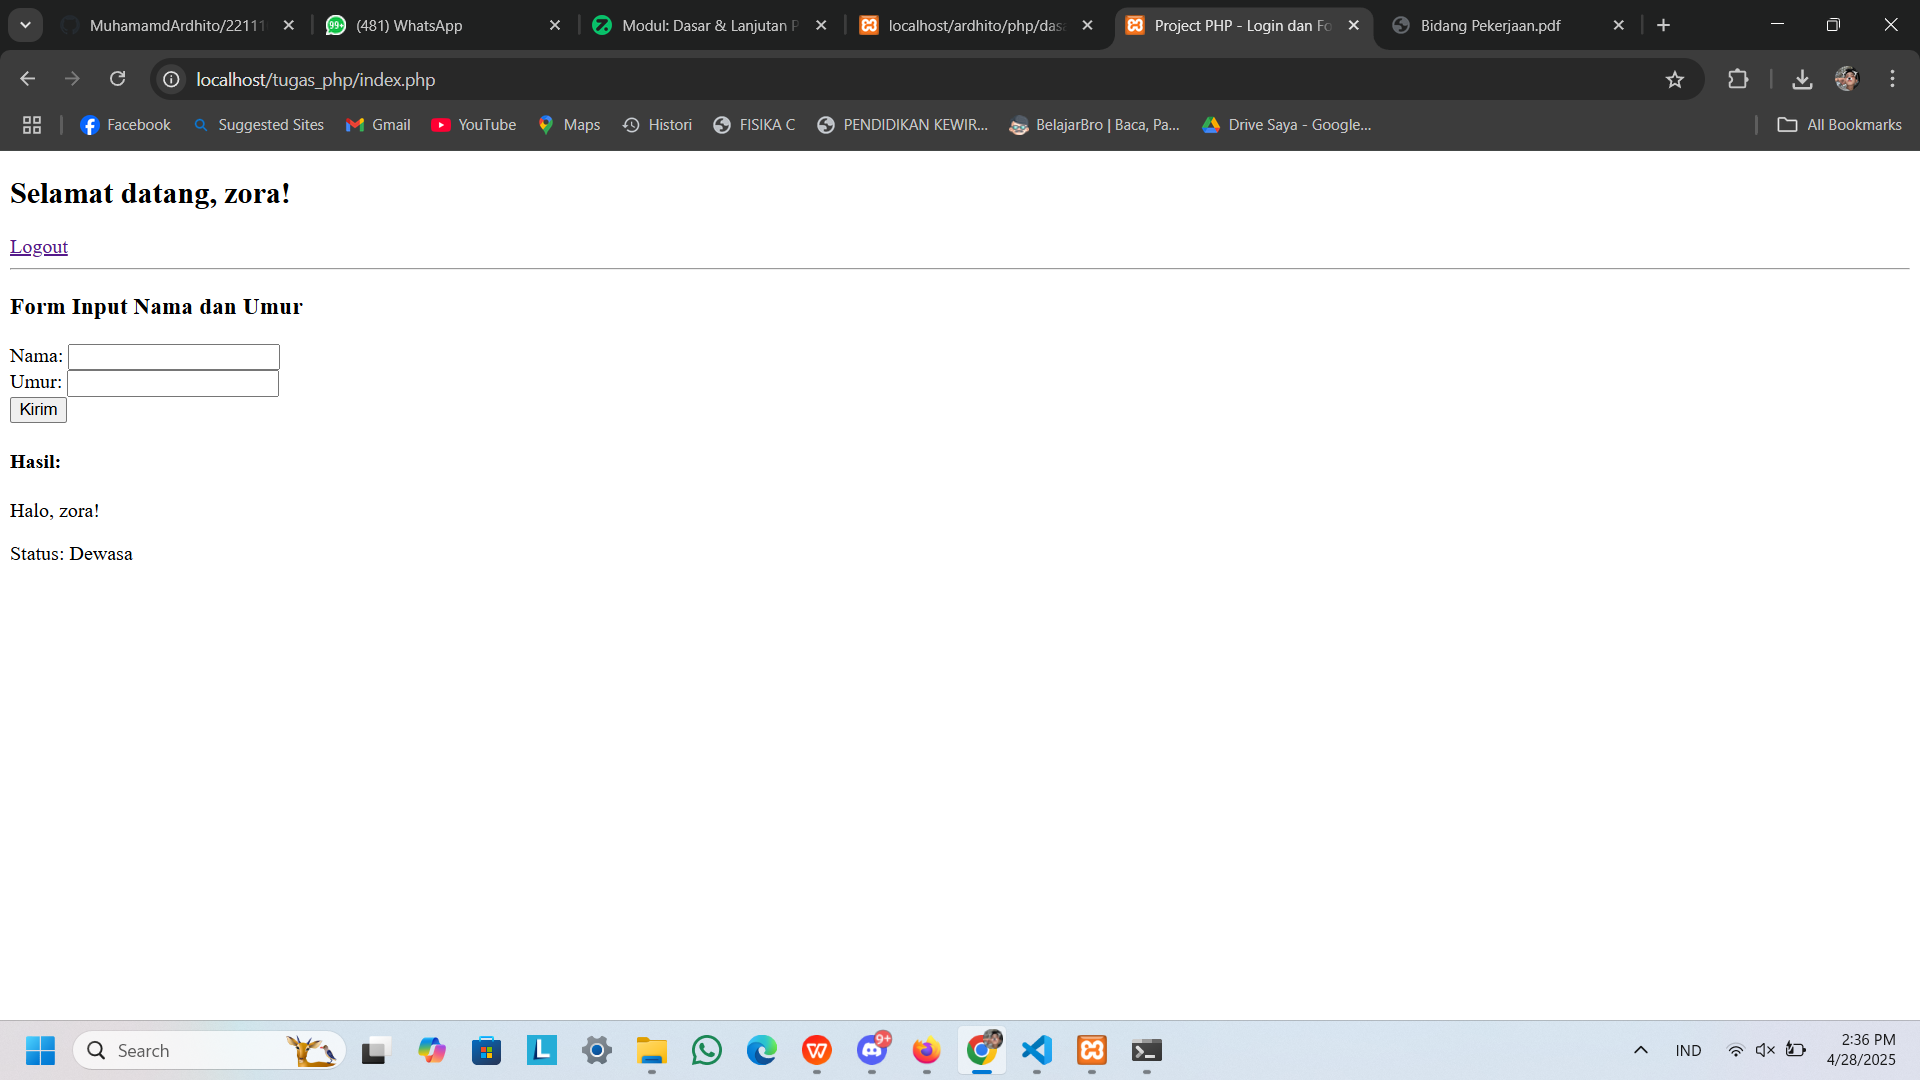 MuhamamdArdhito/22111
(481) WhatsApp
Modul: Dasar & Lanjutan P
localhost/ardhito/php/das
Project PHP - Login dan Fo
Bidang Pekerjaan.pdf
localhost/tugas_php/index.php
Facebook
Suggested Sites
Gmail
YouTube
Maps
Histori
FISIKA C
PENDIDIKAN KEWIR...
BelajarBro | Baca, Pa...
Drive Saya - Google...
All Bookmarks
Selamat datang, zora!
Logout
Form Input Nama dan Umur
Nama:
Umur:
Kirim
Hasil:
Halo, zora!
Status: Dewasa
Search
9+
IND
2:36 PM
4/28/2025